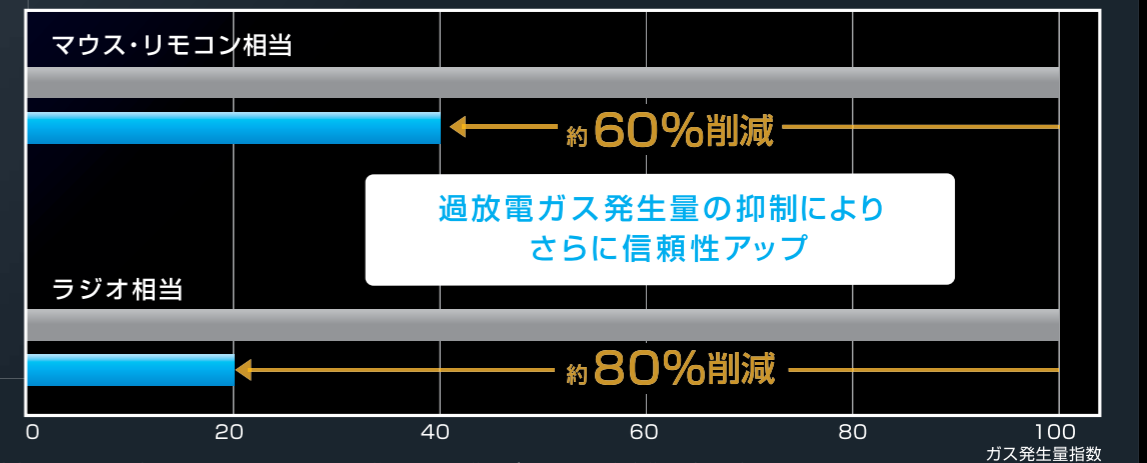 マウス・リモコン相当
約60%削減
過放電ガス発生量の抑制により
さらに信頼性アップ
ラジオ相当
約80%削減
0 20 40 60 80 100
ガス発生量指数